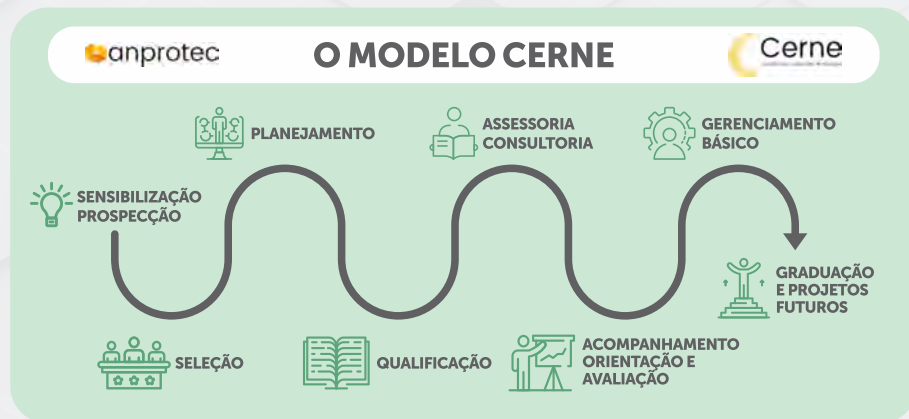 anprotec
O MODELO CERNE
Cerne
SENSIBILIZAÇÃO
PROSPECÇÃO
SELEÇÃO
PLANEJAMENTO
QUALIFICAÇÃO
ASSESSORIA
CONSULTORIA
ACOMPANHAMENTO
ORIENTAÇÃO E
AVALIAÇÃO
GERENCIAMENTO
BÁSICO
GRADUAÇÃO
E PROJETOS
FUTUROS